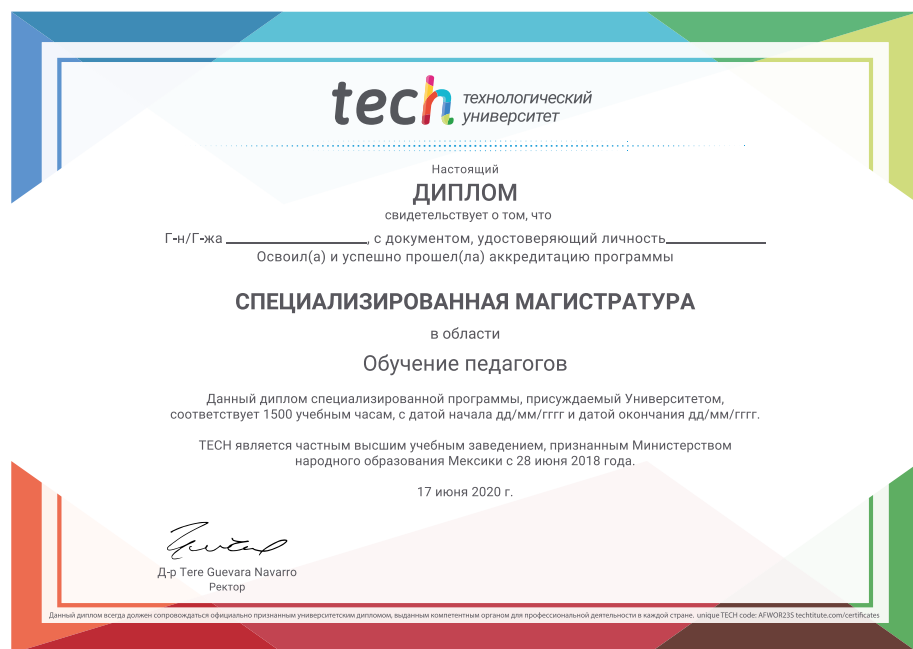 tech технологический
университет
Настоящий
ДИПЛОМ
свидетельствует о том, что
Г-н/Г-жа ____________________, с документом, удостоверяющий личность______________
Освоил(а) и успешно прошел(ла) аккредитацию программы
СПЕЦИАЛИЗИРОВАННАЯ МАГИСТРАТУРА
в области
Обучение педагогов
Данный диплом специализированной программы, присуждаемый Университетом,
соответствует 1500 учебным часам, с датой начала дд/мм/гггг и датой окончания дд/мм/гггг.
TECH является частным высшим учебным заведением, признанным Министерством
народного образования Мексики с 28 июня 2018 года.
17 июня 2020 г.
Д-р Tere Guevara Navarro
Ректор
Данный диплом всегда должен сопровождаться официально признанным университетским дипломом, выданным компетентным органом для профессиональной деятельности в каждой стране. unique TECH code: AFWOR23S techtitute.com/certificates